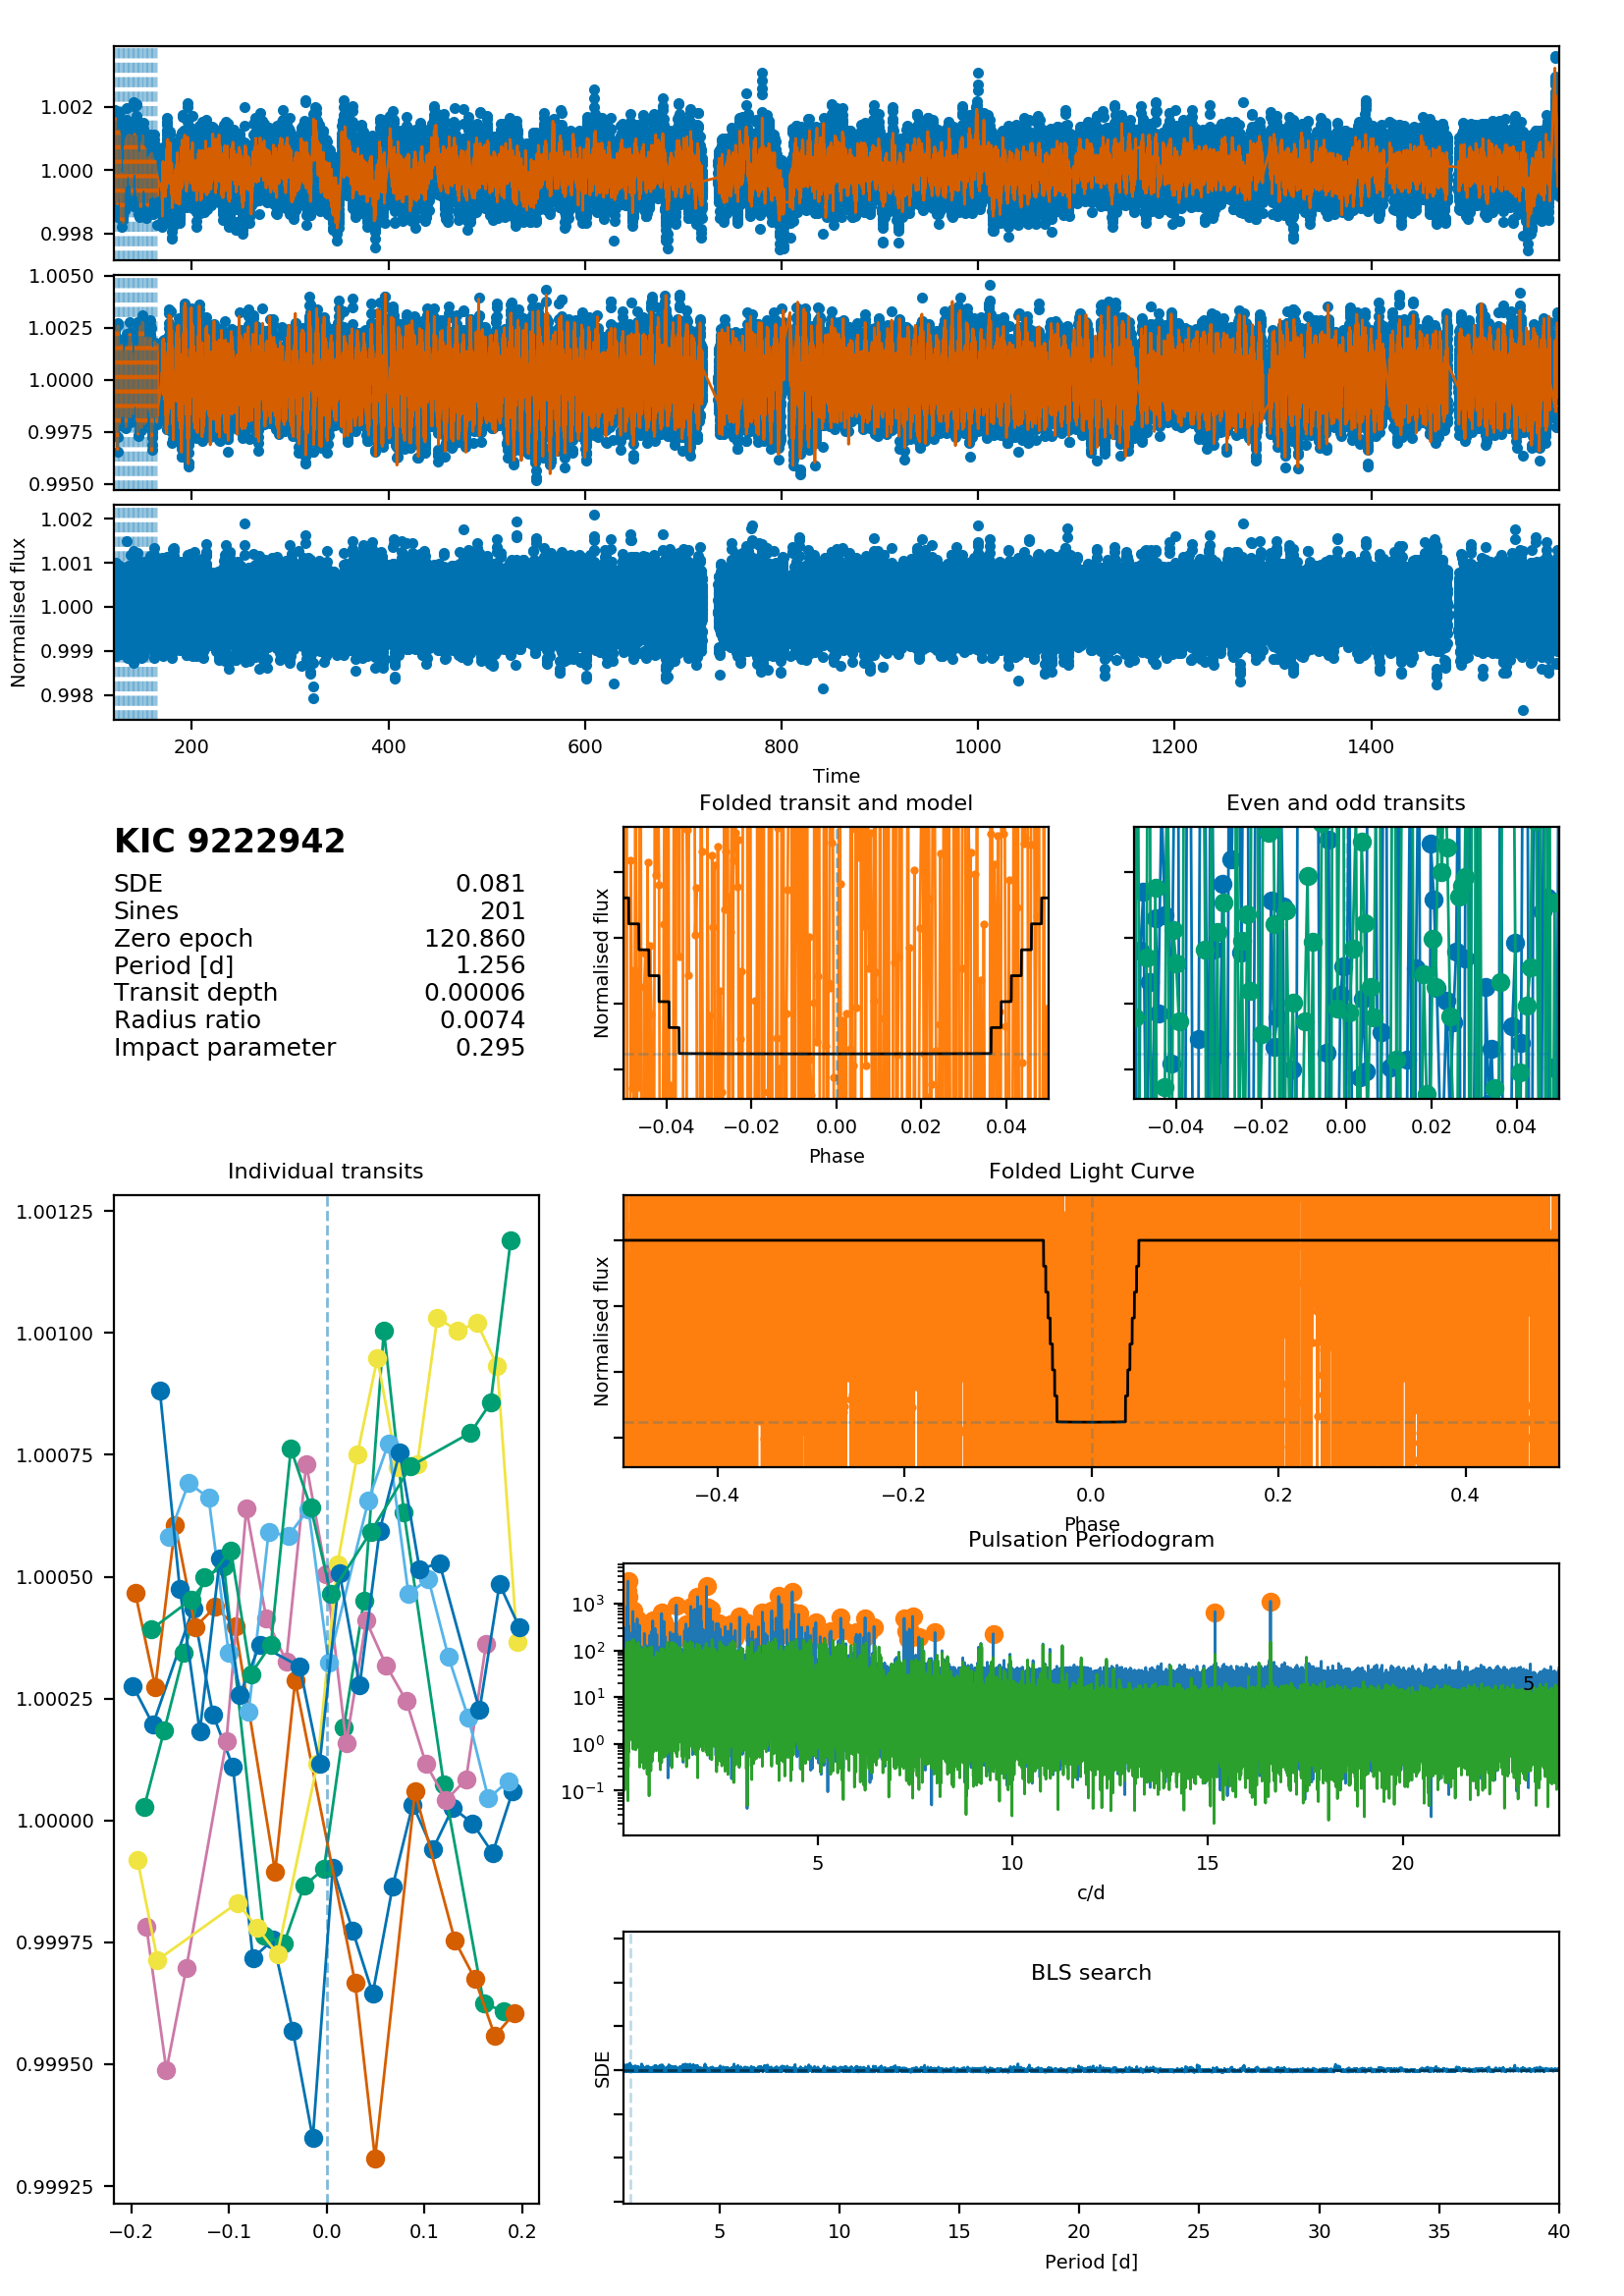 1.002
1.000
0.998
1.0050
1.0025
1.0000
0.9975
0.9950
1.002
1.001
1.000
0.999
0.998
Normalised flux
200 400 600 800 1000 1200 1400
Time
KIC 9222942
SDE 0.081
Sines 201
Zero epoch 120.860
Period [d] 1.256
Transit depth 0.00006
Radius ratio 0.0074
Impact parameter 0.295
Folded transit and model
Normalised flux
−0.04 −0.02 0.00 0.02 0.04
Phase
Even and odd transits
−0.04 −0.02 0.00 0.02 0.04
Individual transits
1.00125
1.00100
1.00075
1.00050
1.00025
1.00000
0.99975
0.99950
0.99925
−0.2 −0.1 0.0 0.1 0.2
Folded Light Curve
Normalised flux
−0.4 −0.2 0.0 0.2 0.4
Phase
Pulsation Periodogram
10³
10²
10¹
10⁰
10⁻¹
5
5 10 15 20
c/d
BLS search
SDE
5 10 15 20 25 30 35 40
Period [d]